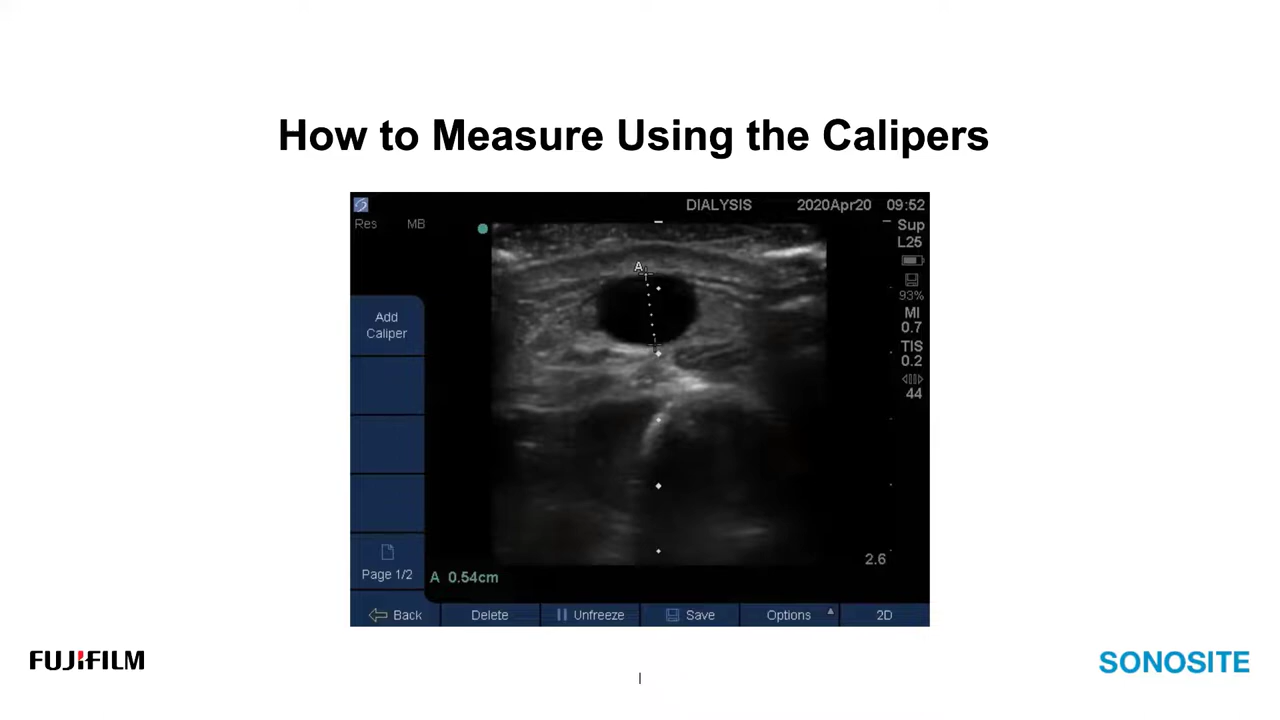 How to Measure Using the Calipers
DIALYSIS 2020Apr20 09:52
Res MB
Sup
L25
93%
MI
0.7
TIS
0.2
44
A
Add
Caliper
Page 1/2
A 0.54cm
2.6
Back Delete Unfreeze Save Options 2D
FUJIFILM
SONOSITE